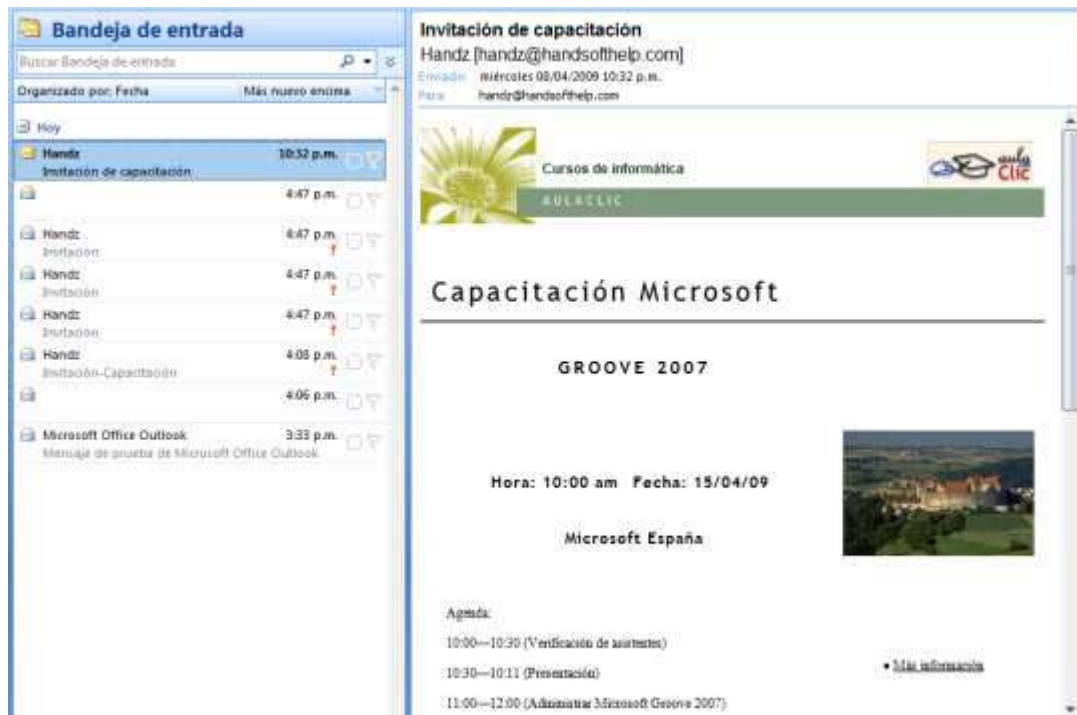 Bandeja de entrada
Buscar Bandeja de entrada
Organizado por: Fecha Más nuevo encima
Hoy
Handz 10:32 p.m.
Invitación de capacitación
4:47 p.m.
Handz 4:47 p.m.
Invitación
Handz 4:47 p.m.
Invitación
Handz 4:47 p.m.
Invitación
Handz 4:08 p.m.
Invitación-Capacitación
4:06 p.m.
Microsoft Office Outlook 3:33 p.m.
Mensaje de prueba de Microsoft Office Outlook
Invitación de capacitación
Handz [handz@handsofthelp.com]
Enviado: miércoles 08/04/2009 10:32 p.m.
Para: handz@handsofthelp.com
Cursos de informática
aula
Clic
AULACLIC
Capacitación Microsoft
GROOVE 2007
Hora: 10:00 am Fecha: 15/04/09
Microsoft España
Agenda:
10:00—10:30 (Verificación de asistentes)
10:30—10:11 (Presentación)
11:00—12:00 (Administrar Microsoft Groove 2007)
• Más información